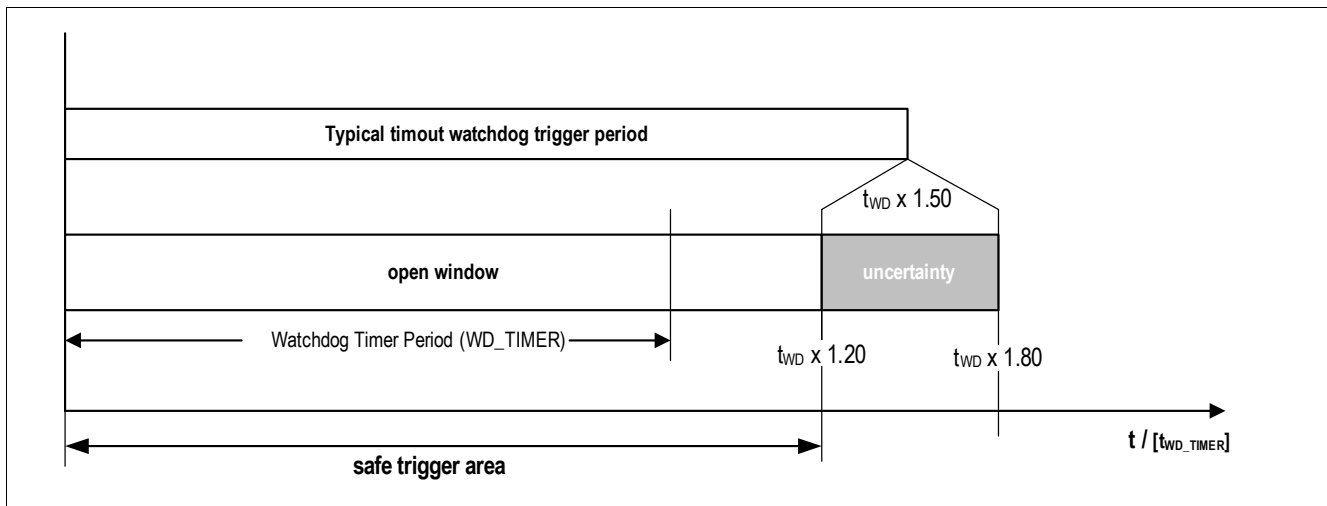 Typical timout watchdog trigger period
tWD x 1.50
open window
uncertainty
Watchdog Timer Period (WD_TIMER)
tWD x 1.20
tWD x 1.80
t / [tWD_TIMER]
safe trigger area